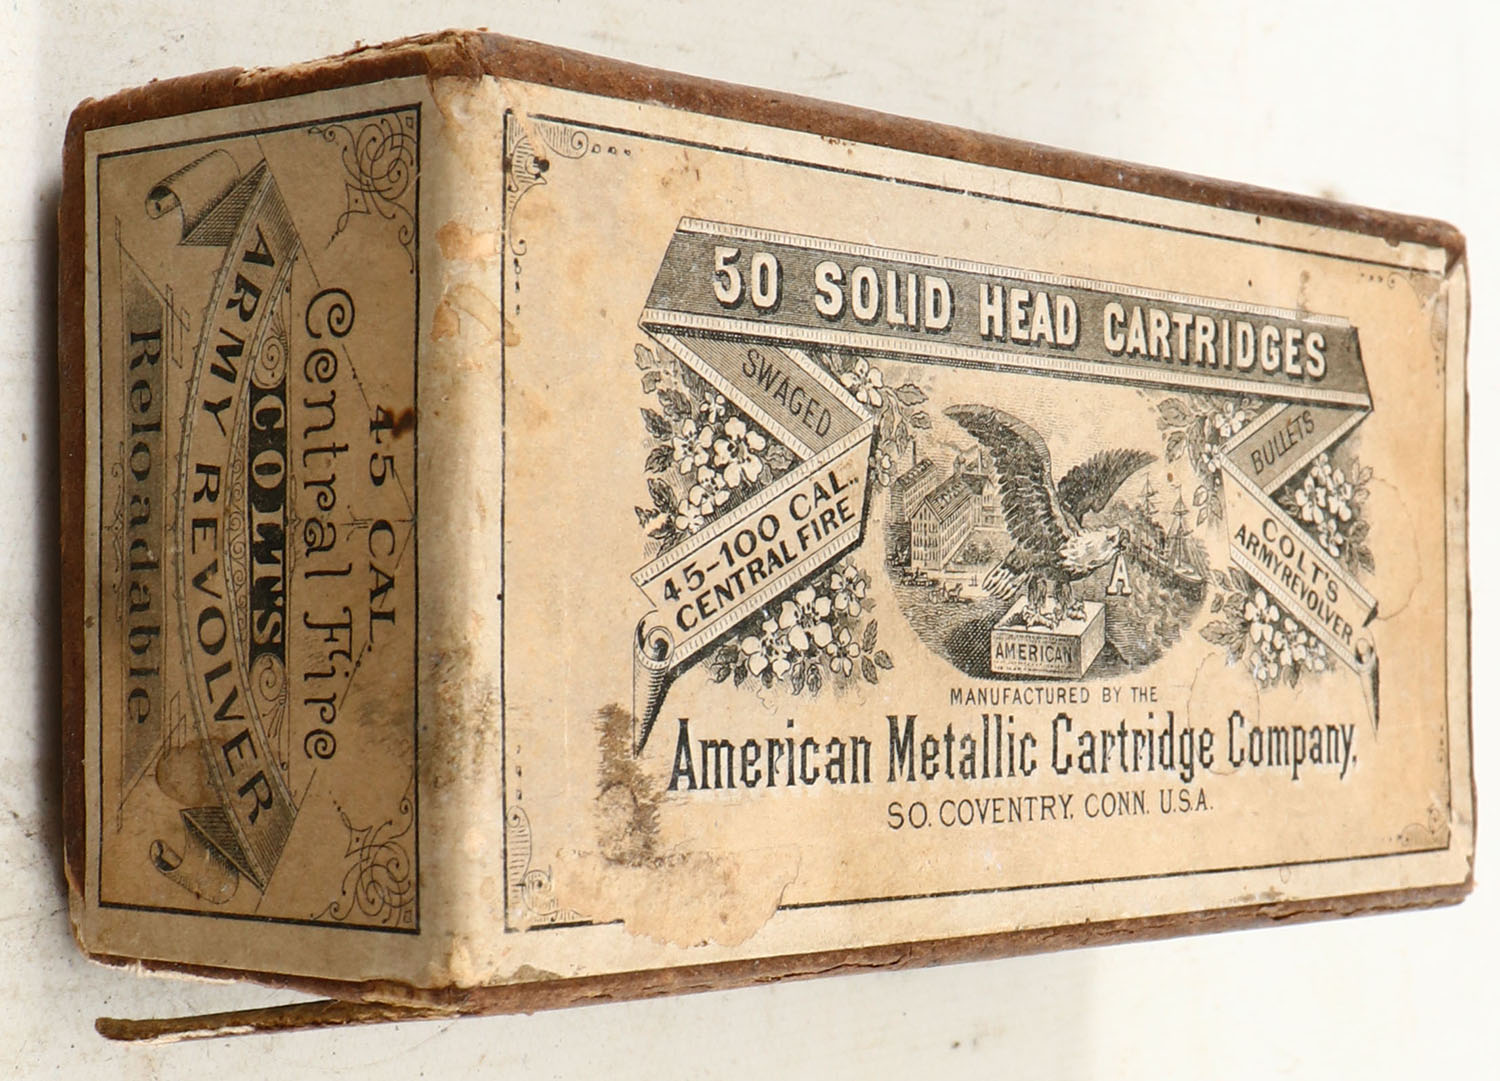 50 SOLID HEAD CARTRIDGES
SWAGED
BULLETS
45-100 CAL.,
CENTRAL FIRE
COLT'S
ARMY REVOLVER
A
AMERICAN
MANUFACTURED BY THE
American Metallic Cartridge Company,
SO. COVENTRY, CONN. U.S.A.
45 CAL.
Central Fire
COLT'S
ARMY REVOLVER
Reloadable